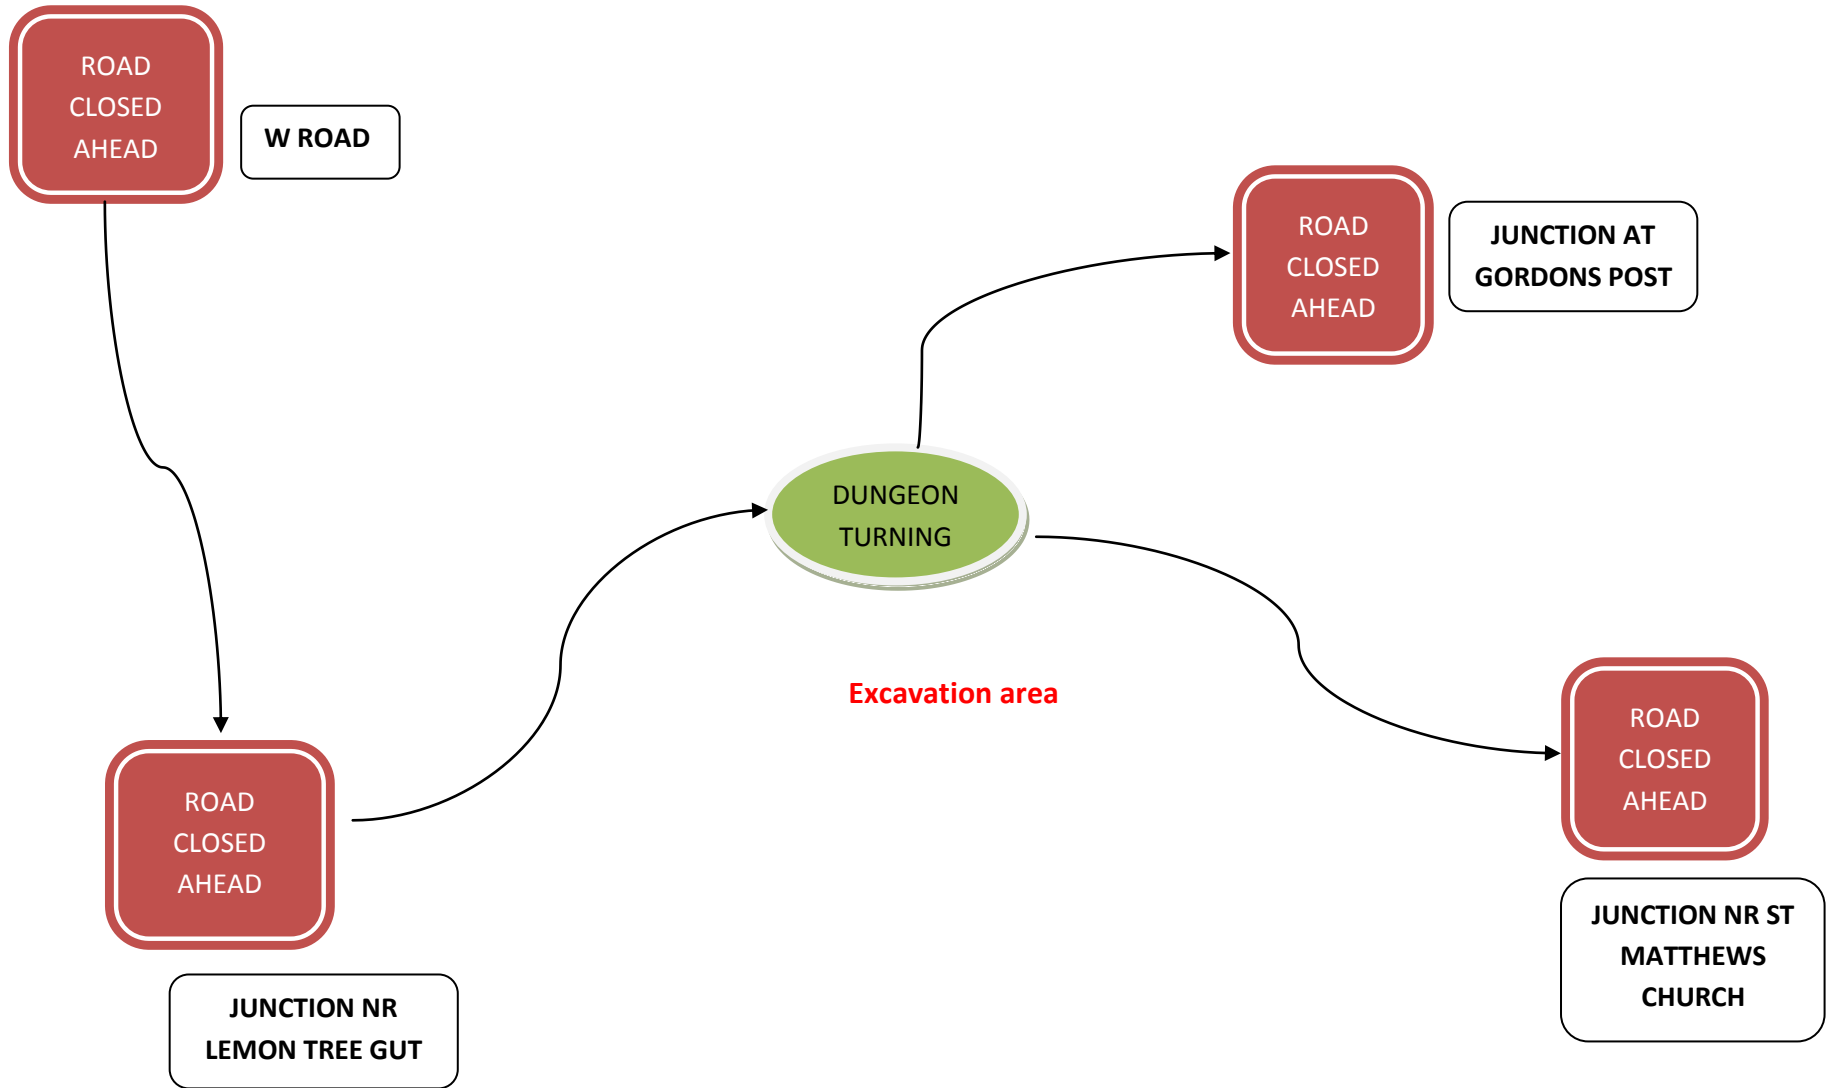 ROAD
CLOSED
AHEAD
W ROAD
ROAD
CLOSED
AHEAD
JUNCTION AT
GORDONS POST
DUNGEON
TURNING
Excavation area
ROAD
CLOSED
AHEAD
JUNCTION NR ST
MATTHEWS
CHURCH
ROAD
CLOSED
AHEAD
JUNCTION NR
LEMON TREE GUT